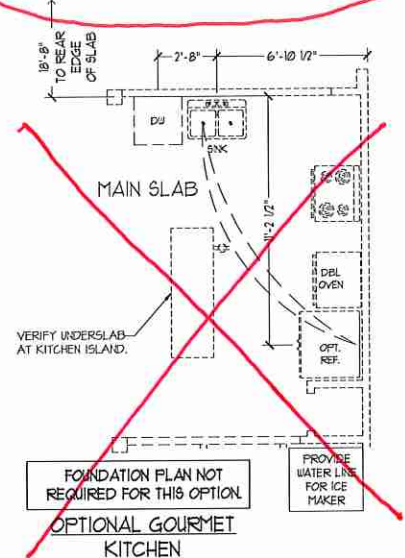 18'-8"
TO REAR
EDGE
OF SLAB
2'-8"
6'-10 1/2"
DW
SNK
MAIN SLAB
11'-2 1/2"
DBL
OVEN
VERIFY UNDERSLAB
AT KITCHEN ISLAND.
OPT.
REF.
FOUNDATION PLAN NOT
REQUIRED FOR THIS OPTION.
PROVIDE
WATER LINE
FOR ICE
MAKER
OPTIONAL GOURMET
KITCHEN